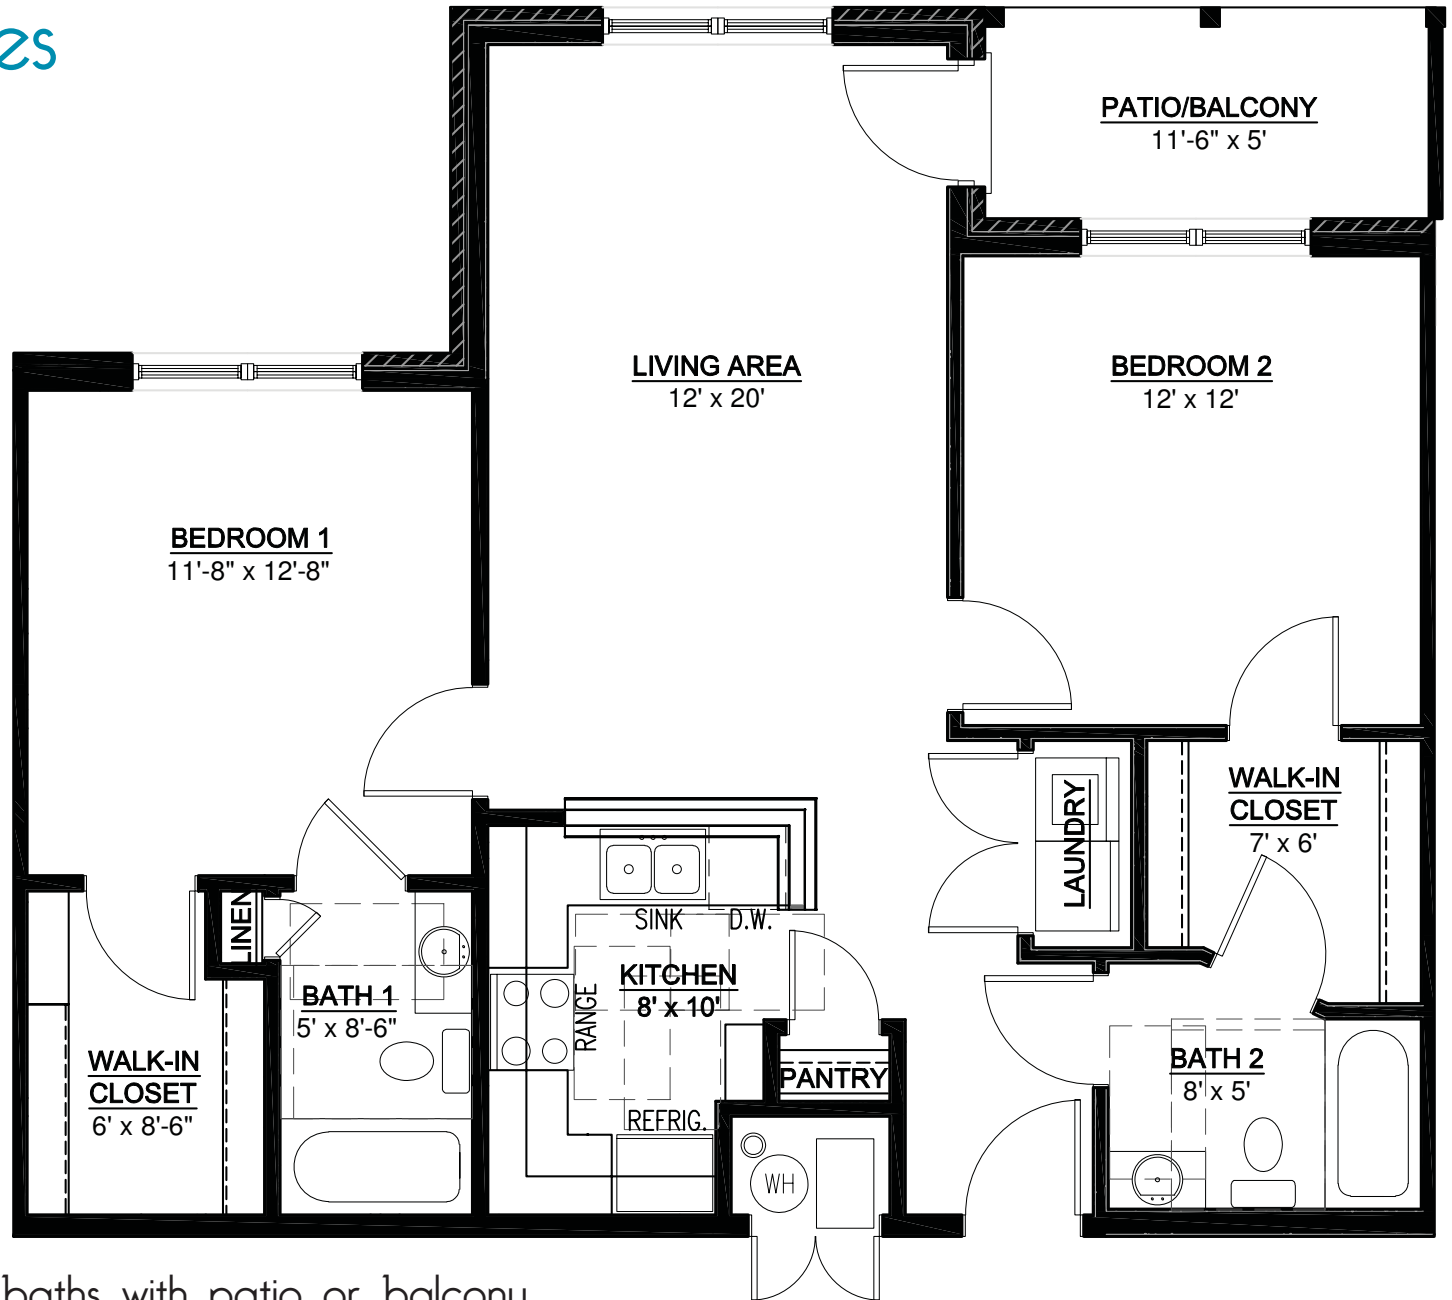 es
PATIO/BALCONY
11'-6" x 5'
LIVING AREA
12' x 20'
BEDROOM 2
12' x 12'
BEDROOM 1
11'-8" x 12'-8"
WALK-IN
CLOSET
7' x 6'
LAUNDRY
LINEN
SINK D.W.
KITCHEN
8' x 10'
RANGE
BATH 1
5' x 8'-6"
WALK-IN
CLOSET
6' x 8'-6"
PANTRY
BATH 2
8' x 5'
REFRIG.
WH
baths with patio or balcony